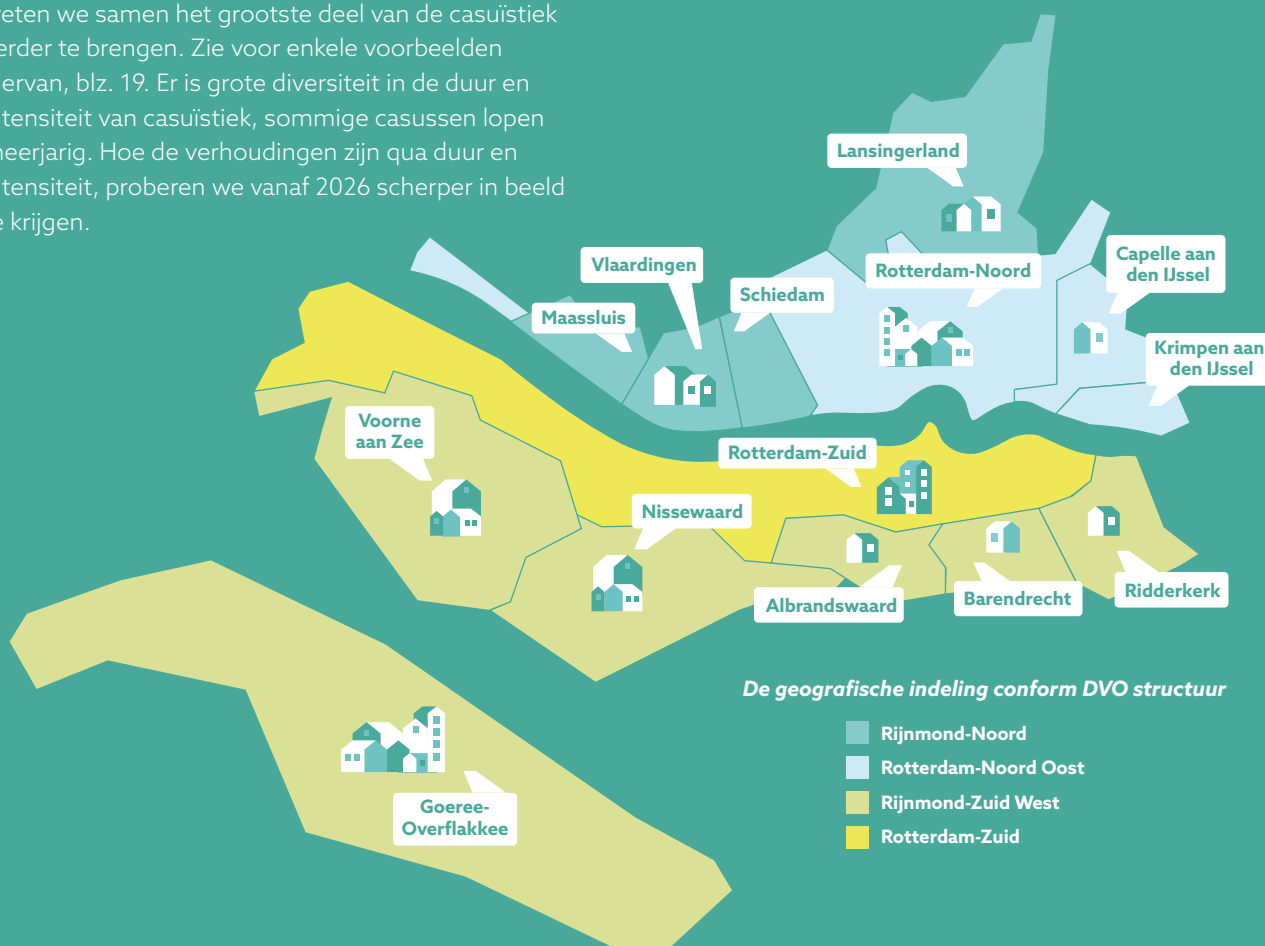 eten we samen het grootste deel van de casuïstiek
erder te brengen. Zie voor enkele voorbeelden
ervan, blz. 19. Er is grote diversiteit in de duur en
tensiteit van casuïstiek, sommige casussen lopen
eerjarig. Hoe de verhoudingen zijn qua duur en
tensiteit, proberen we vanaf 2026 scherper in beeld
e krijgen.
Lansingerland
Vlaardingen
Rotterdam-Noord
Capelle aan
den IJssel
Schiedam
Maassluis
Krimpen aan
den IJssel
Voorne
aan Zee
Rotterdam-Zuid
Nissewaard
Albrandswaard
Barendrecht
Ridderkerk
De geografische indeling conform DVO structuur
Rijnmond-Noord
Rotterdam-Noord Oost
Rijnmond-Zuid West
Rotterdam-Zuid
Goeree-
Overflakkee